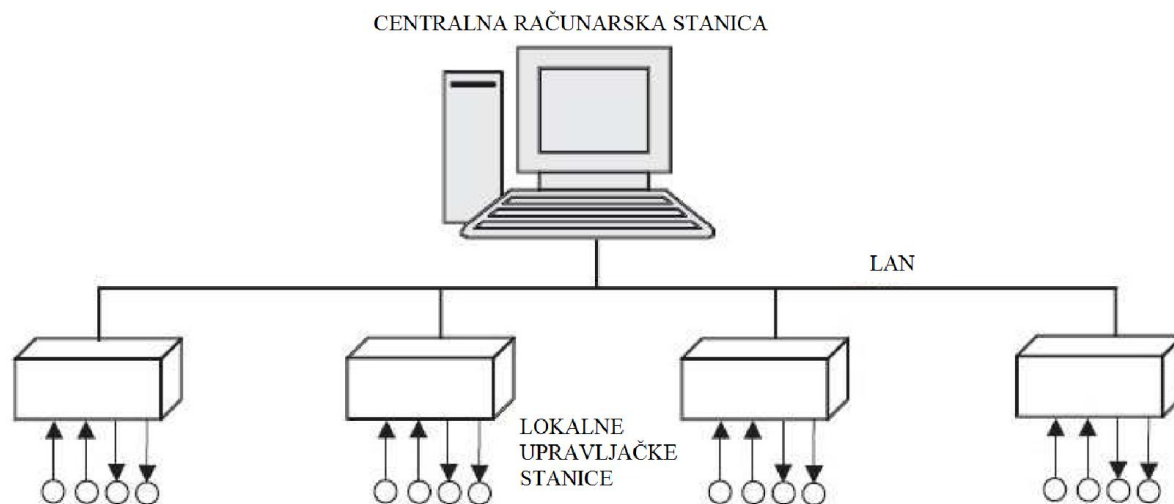 CENTRALNA RAČUNARSKA STANICA
LAN
LOKALNE
UPRAVLJAČKE
STANICE